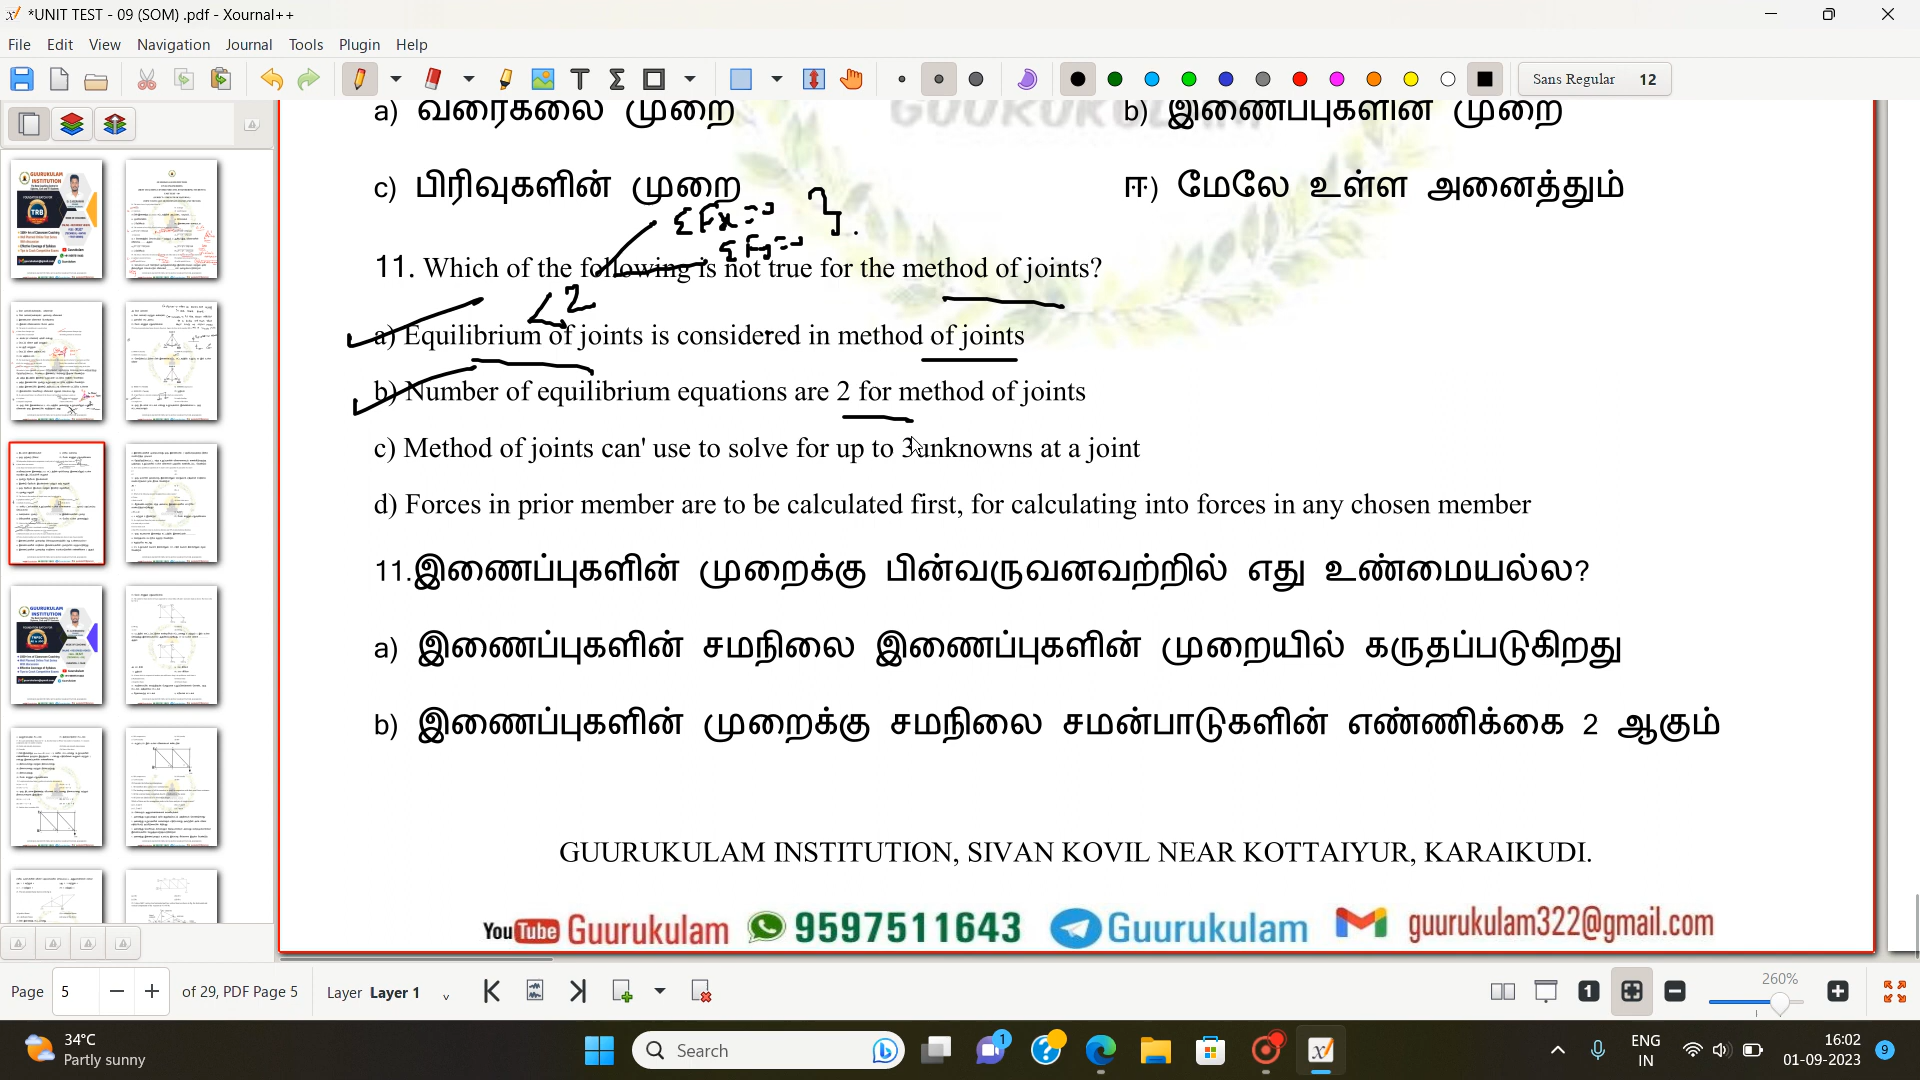 *UNIT TEST - 09 (SOM) .pdf - Xournal++
File Edit View Navigation Journal Tools Plugin Help
Sans Regular 12
GUURUKULAM
a) வரைகலை முறை b) இணைப்புகளின் முறை
c) பிரிவுகளின் முறை ஈ) மேலே உள்ள அனைத்தும்
11. Which of the following is not true for the method of joints?
2
a) Equilibrium of joints is considered in method of joints
b) Number of equilibrium equations are 2 for method of joints
c) Method of joints can' use to solve for up to 3 unknowns at a joint
d) Forces in prior member are to be calculated first, for calculating into forces in any chosen member
11.இணைப்புகளின் முறைக்கு பின்வருவனவற்றில் எது உண்மையல்ல?
a) இணைப்புகளின் சமநிலை இணைப்புகளின் முறையில் கருதப்படுகிறது
b) இணைப்புகளின் முறைக்கு சமநிலை சமன்பாடுகளின் எண்ணிக்கை 2 ஆகும்
GUURUKULAM INSTITUTION, SIVAN KOVIL NEAR KOTTAIYUR, KARAIKUDI.
YouTube Guurukulam 9597511643 Guurukulam guurukulam322@gmail.com
Page 5 of 29, PDF Page 5 Layer Layer 1 260%
34°C
Partly sunny
Search
1
ENG
IN
16:02
01-09-2023
9